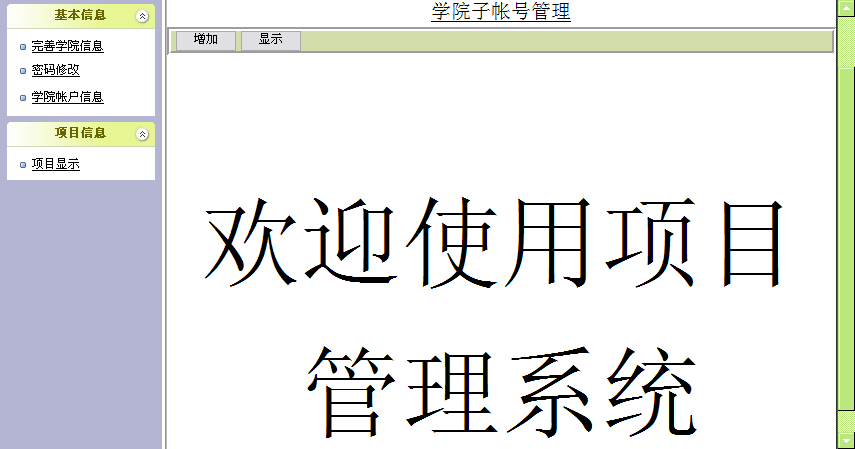 基本信息
完善学院信息
密码修改
学院帐户信息
项目信息
项目显示
学院子帐号管理
增加 显示
欢迎使用项目
管理系统